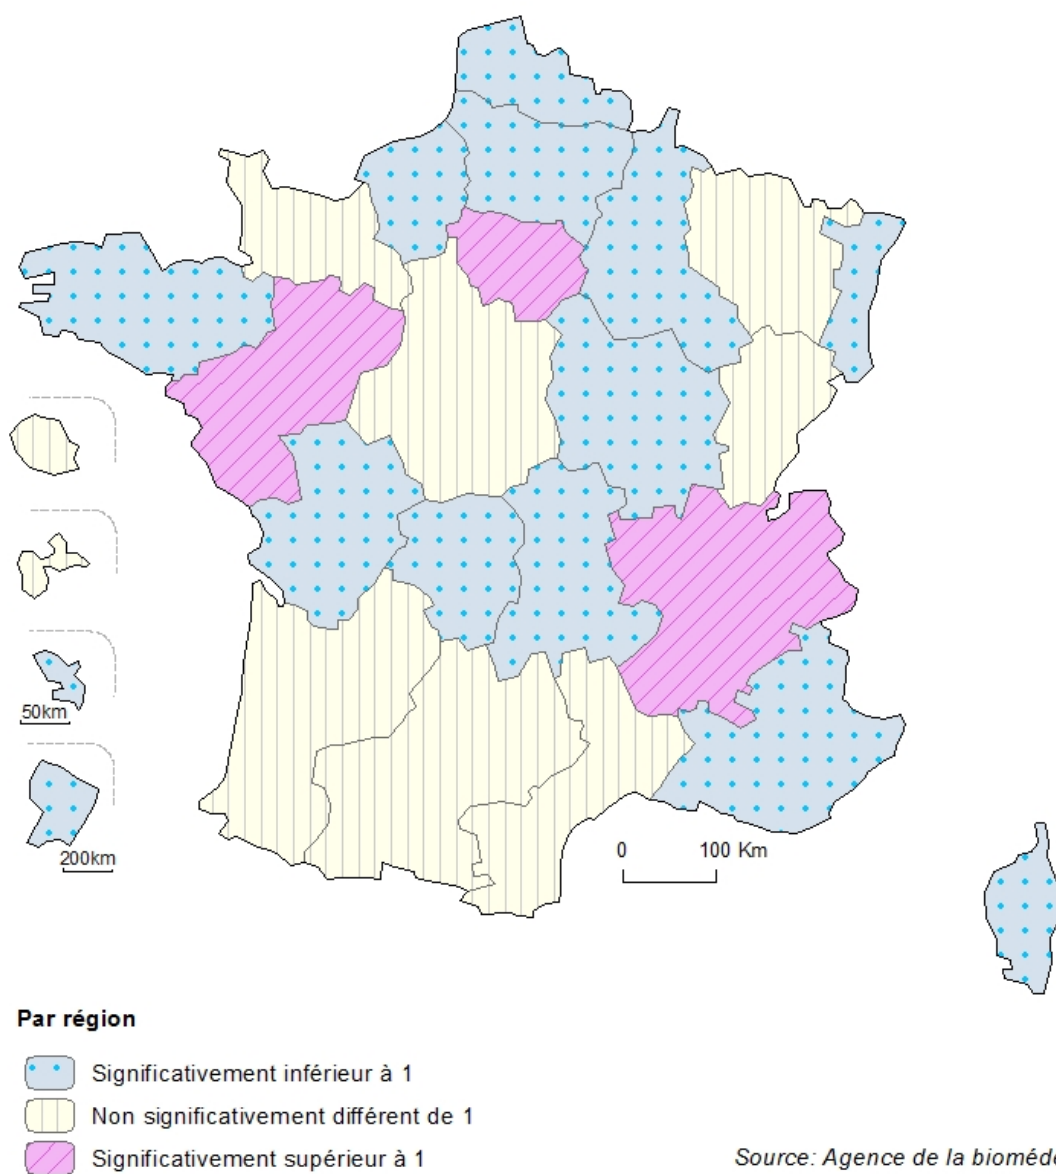 50km
200km
0 100 Km
Par région
Significativement inférieur à 1
Non significativement différent de 1
Significativement supérieur à 1
Source: Agence de la bioméde